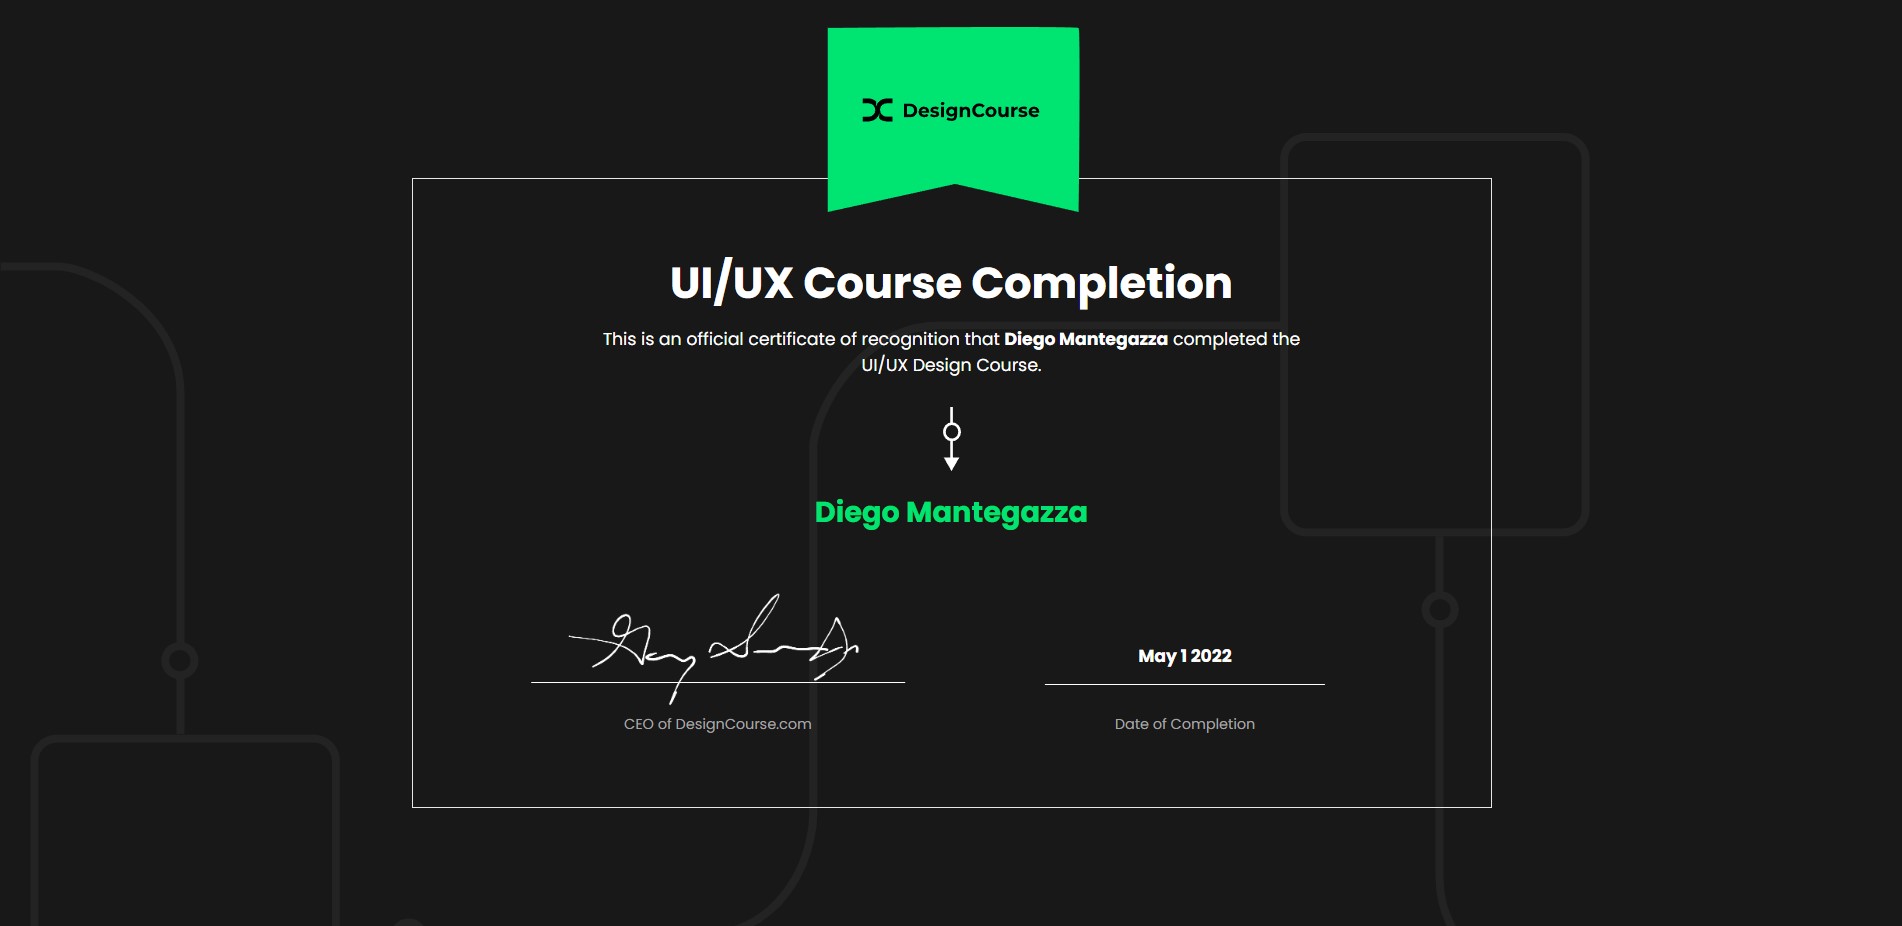 DesignCourse
UI/UX Course Completion
This is an official certificate of recognition that Diego Mantegazza completed the
UI/UX Design Course.
Diego Mantegazza
May 1 2022
CEO of DesignCourse.com
Date of Completion